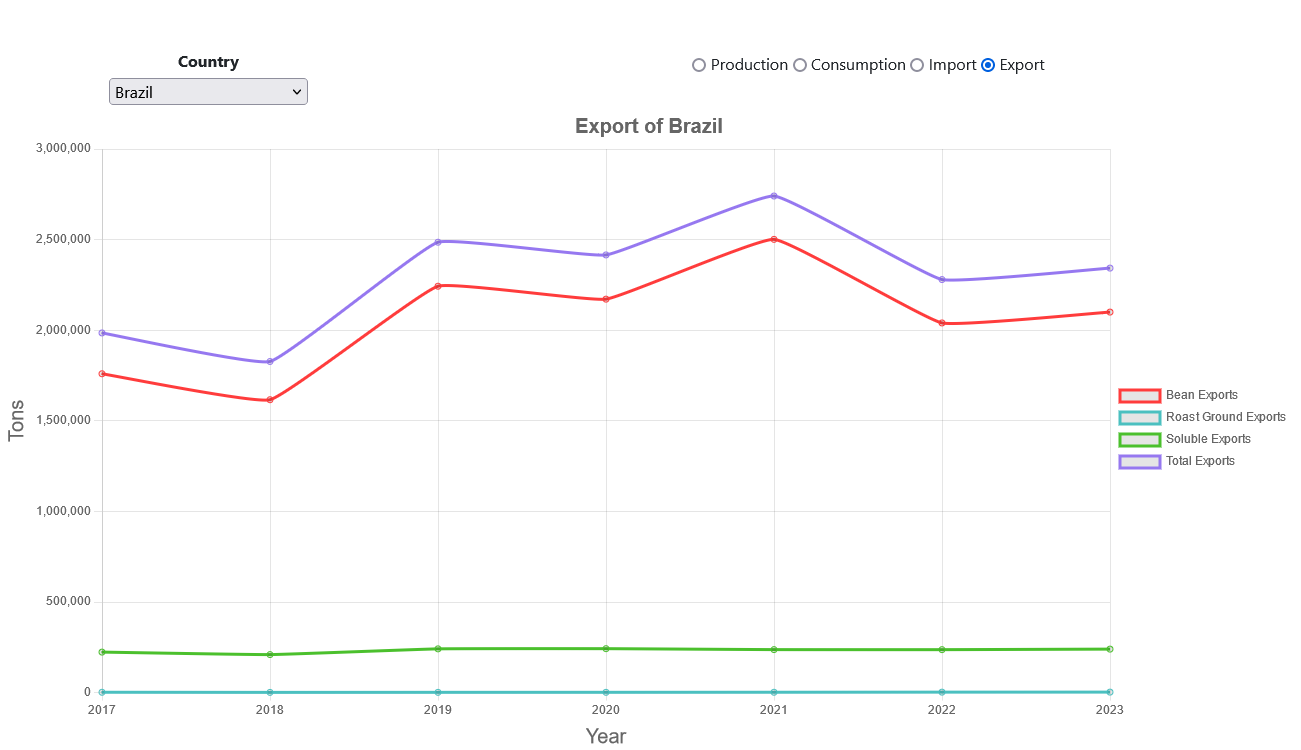 Country
Brazil
Production Consumption Import Export
Export of Brazil
3,000,000
2,500,000
2,000,000
1,500,000
1,000,000
500,000
0
Tons
2017 2018 2019 2020 2021 2022 2023
Year
Bean Exports
Roast Ground Exports
Soluble Exports
Total Exports